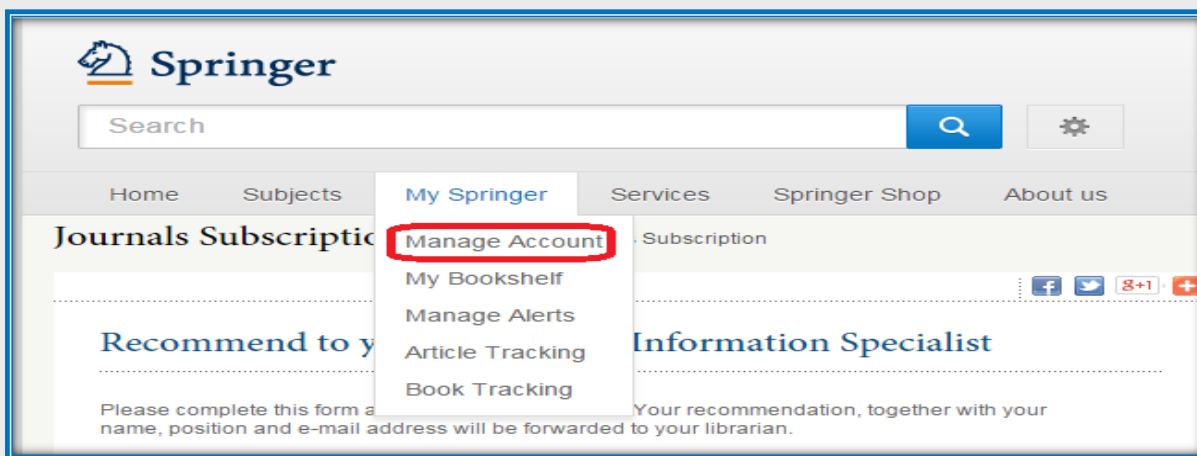 Springer
Search
Home Subjects My Springer Services Springer Shop About us
Journals Subscriptio Manage Account Subscription
My Bookshelf
g+1
Manage Alerts
Recommend to y Information Specialist
Article Tracking
Book Tracking
Please complete this form a Your recommendation, together with your
name, position and e-mail address will be forwarded to your librarian.